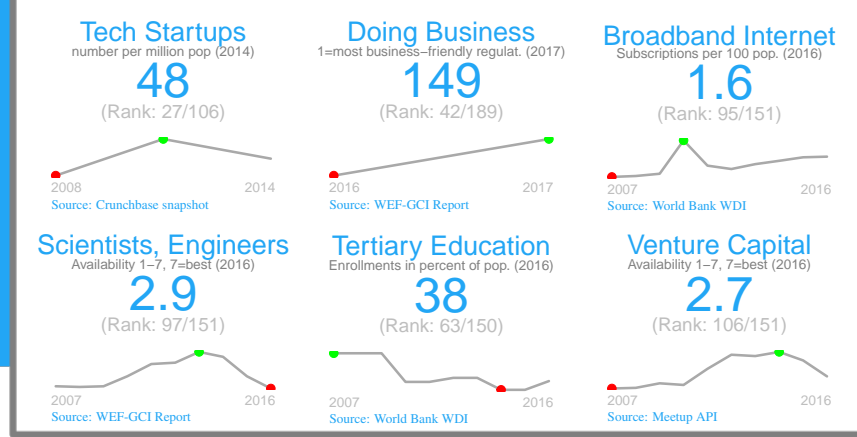 Tech Startups
number per million pop (2014)
48
(Rank: 27/106)
2008 2014
Source: Crunchbase snapshot
Doing Business
1=most business−friendly regulat. (2017)
149
(Rank: 42/189)
2016 2017
Source: WEF-GCI Report
Broadband Internet
Subscriptions per 100 pop. (2016)
1.6
(Rank: 95/151)
2007 2016
Source: World Bank WDI
Scientists, Engineers
Availability 1−7, 7=best (2016)
2.9
(Rank: 97/151)
2007 2016
Source: WEF-GCI Report
Tertiary Education
Enrollments in percent of pop. (2016)
38
(Rank: 63/150)
2007 2016
Source: World Bank WDI
Venture Capital
Availability 1−7, 7=best (2016)
2.7
(Rank: 106/151)
2007 2016
Source: Meetup API